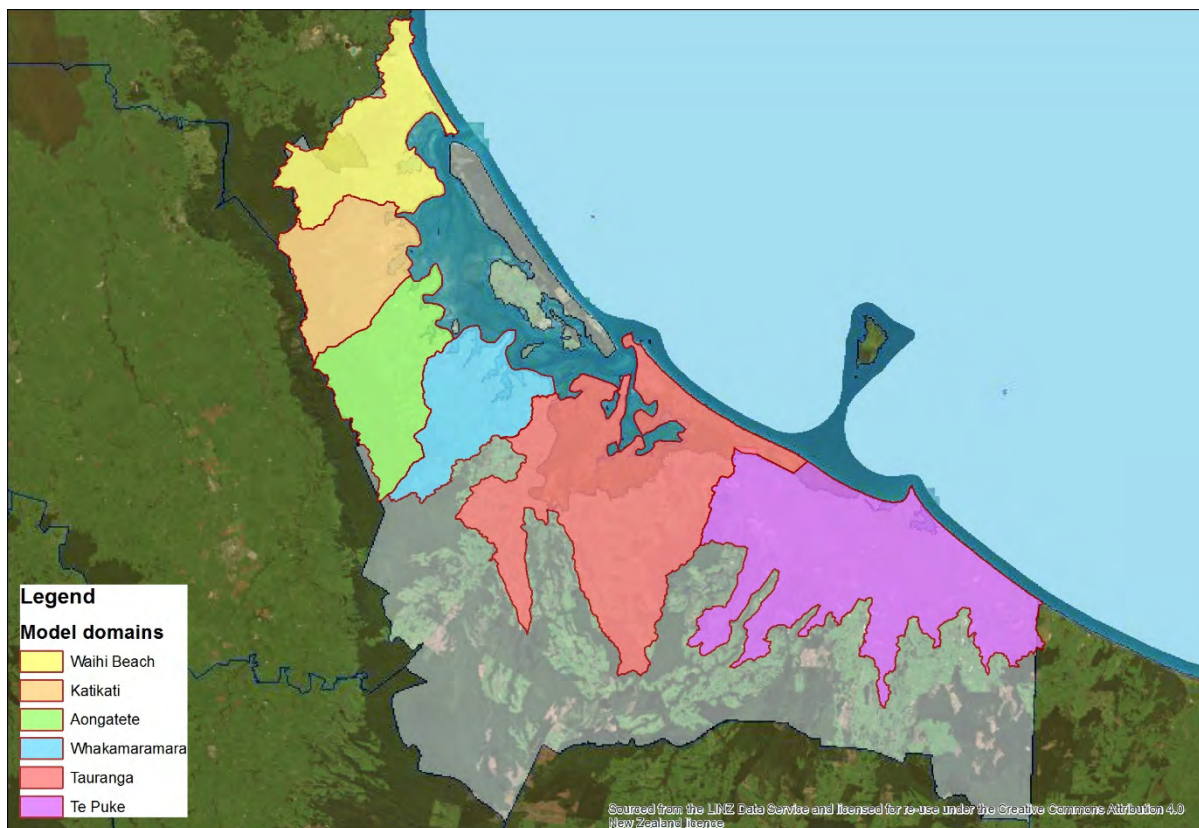 Legend
Model domains
Waihi Beach
Katikati
Aongatete
Whakamaramara
Tauranga
Te Puke
Sourced from the LINZ Data Service and licensed for re-use under the Creative Commons Attribution 4.0
New Zealand licence